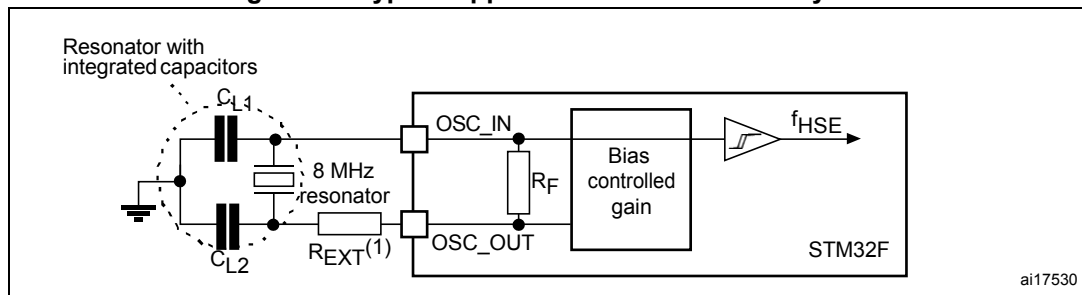 Resonator with
integrated capacitors
CL1
OSC_IN
fHSE
8 MHz
resonator
RF
Bias
controlled
gain
REXT(1)
OSC_OUT
STM32F
CL2
ai17530